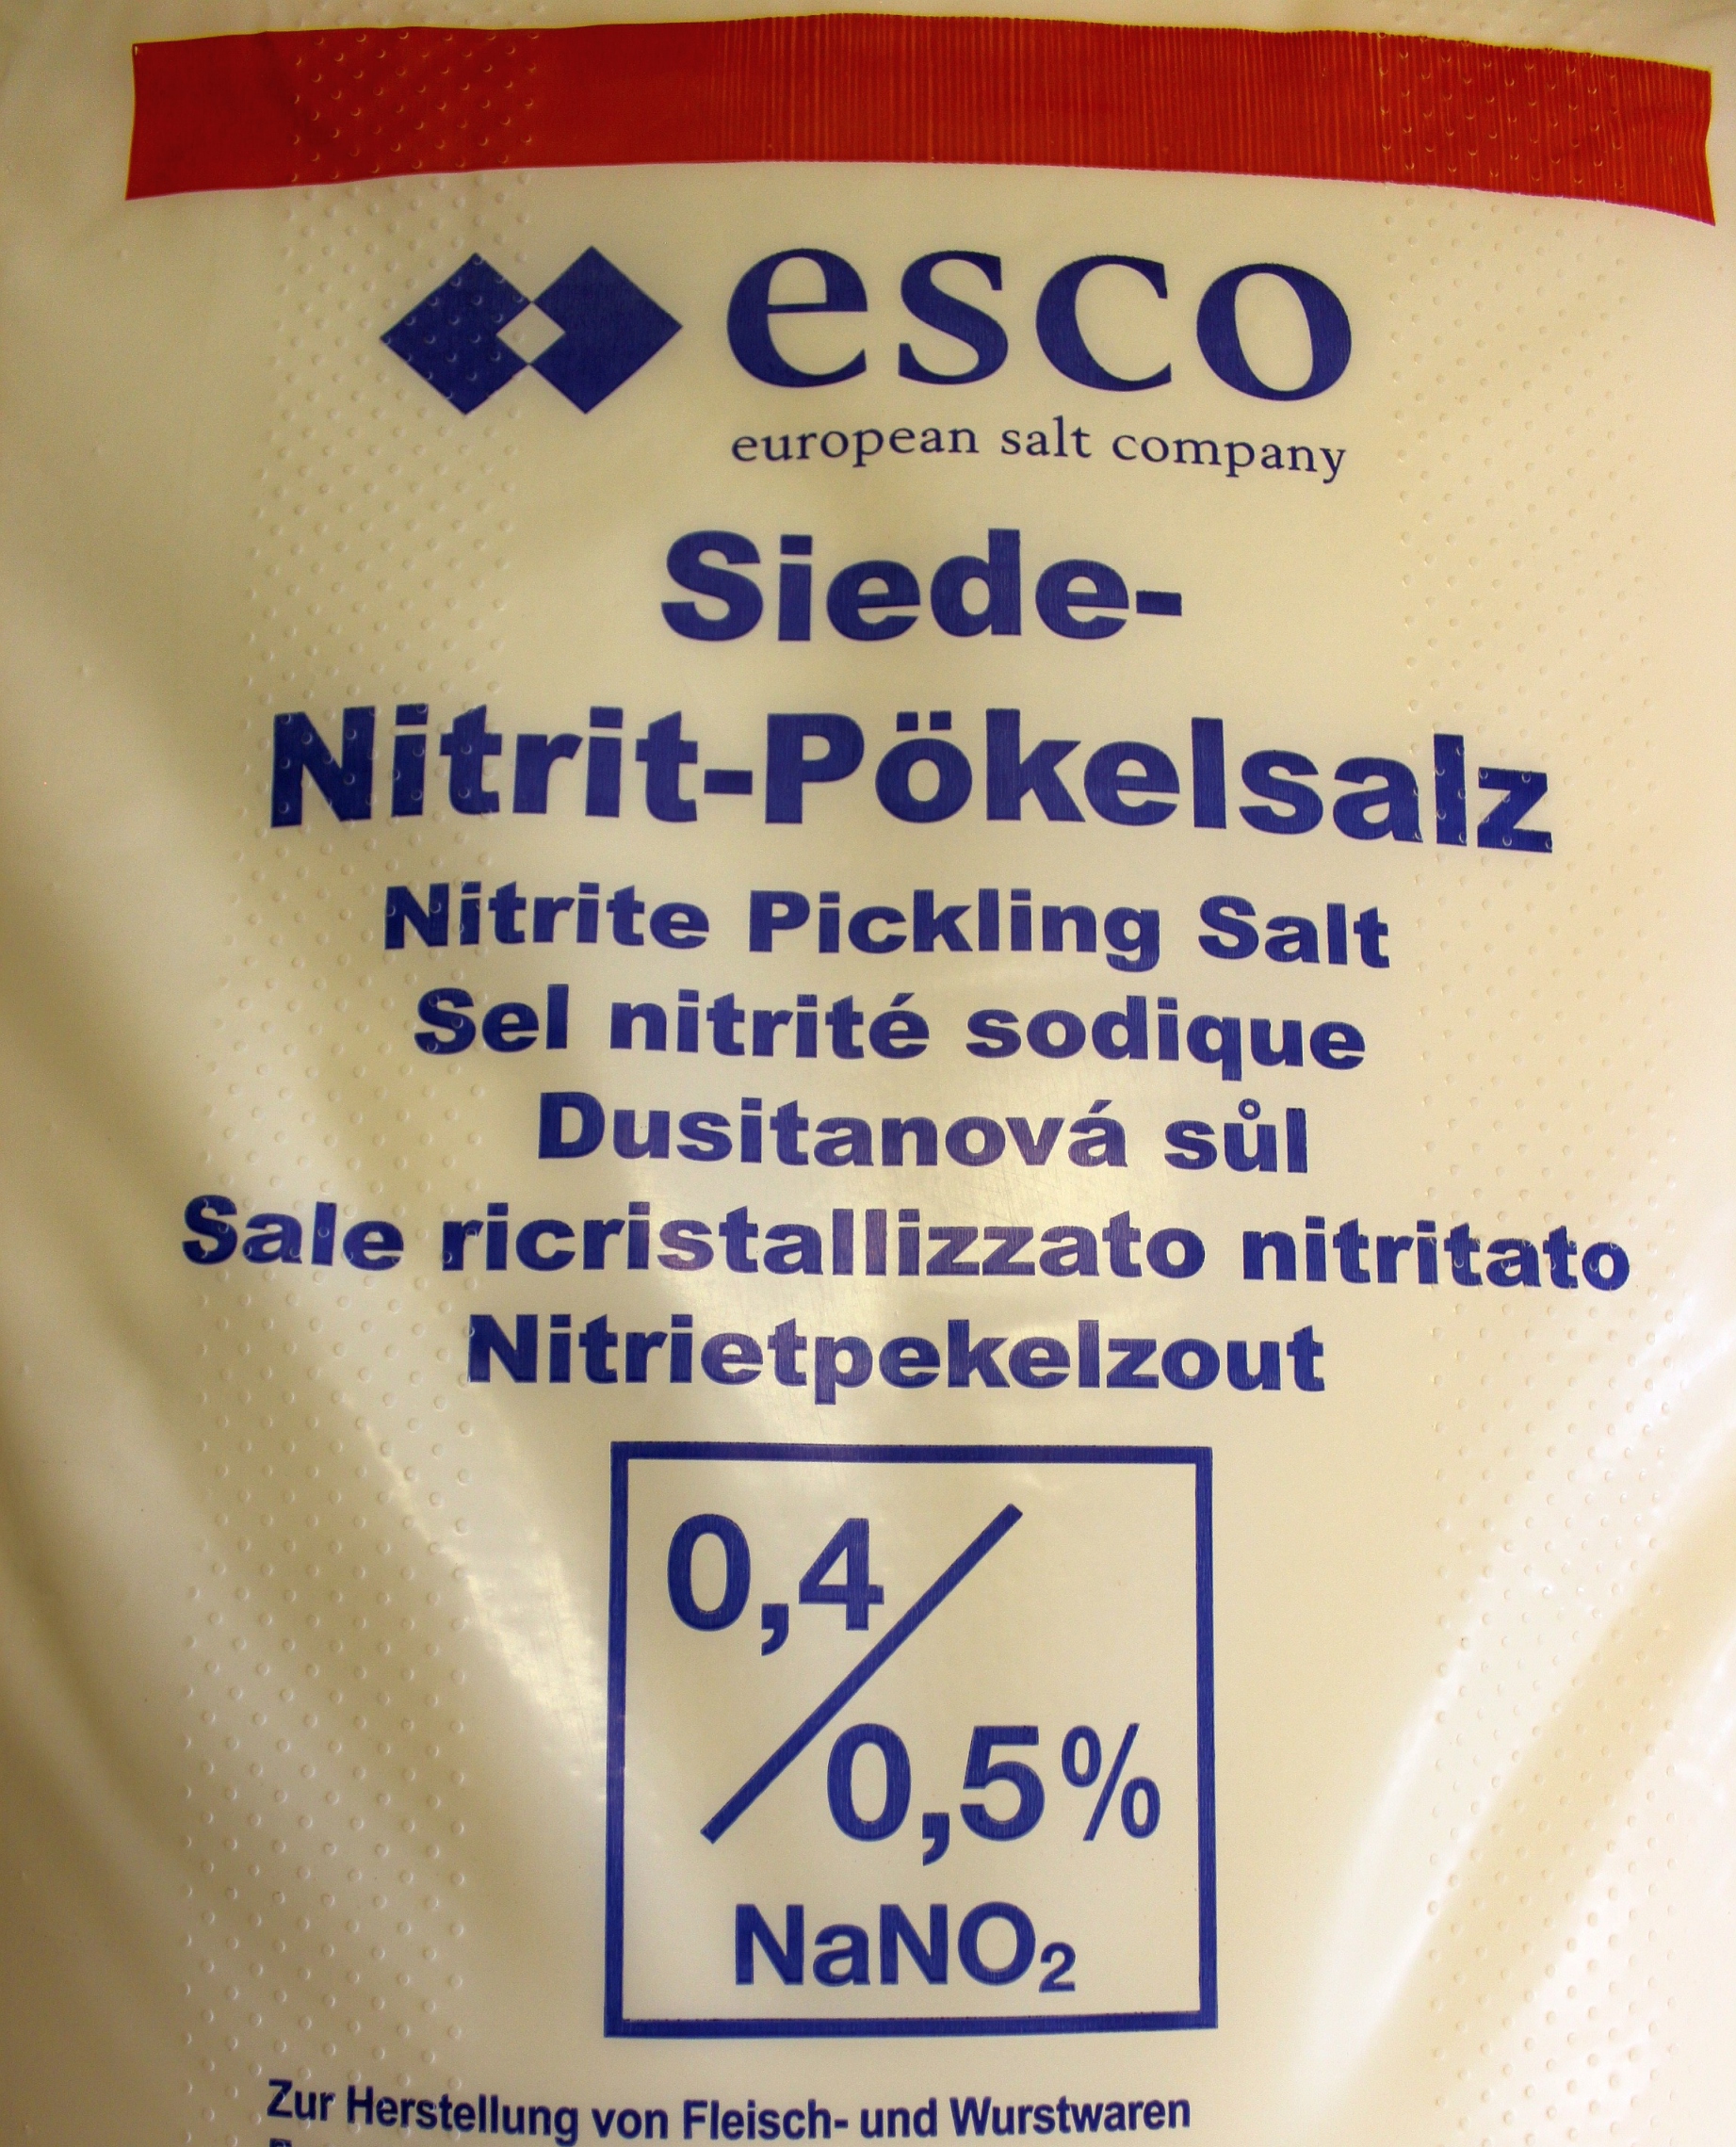 esco
european salt company
Siede-
Nitrit-Pökelsalz
Nitrite Pickling Salt
Sel nitrité sodique
Dusitanová sůl
Sale ricristallizzato nitritato
Nitrietpekelzout
0,4
0,5%
NaNO₂
Zur Herstellung von Fleisch- und Wurstwaren